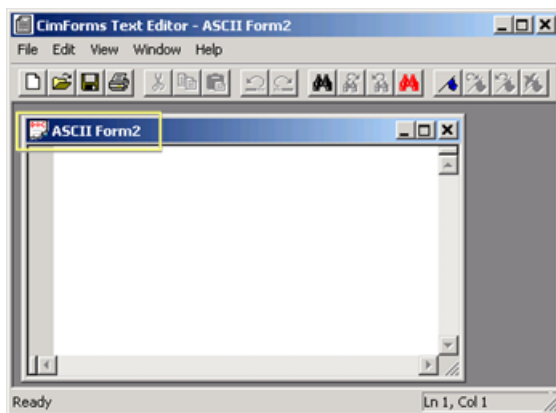 CimForms Text Editor - ASCII Form2
File Edit View Window Help
ASCII Form2
Ready Ln 1, Col 1